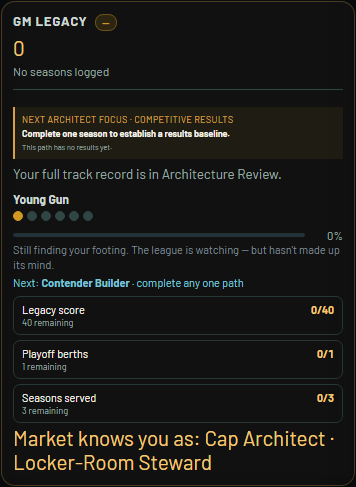 GM LEGACY –
0
No seasons logged
NEXT ARCHITECT FOCUS · COMPETITIVE RESULTS
Complete one season to establish a results baseline.
This path has no results yet.
Your full track record is in Architecture Review.
Young Gun
0%
Still finding your footing. The league is watching — but hasn't made up
its mind.
Next: Contender Builder · complete any one path
Legacy score 0/40
40 remaining
Playoff berths 0/1
1 remaining
Seasons served 0/3
3 remaining
Market knows you as: Cap Architect ·
Locker-Room Steward